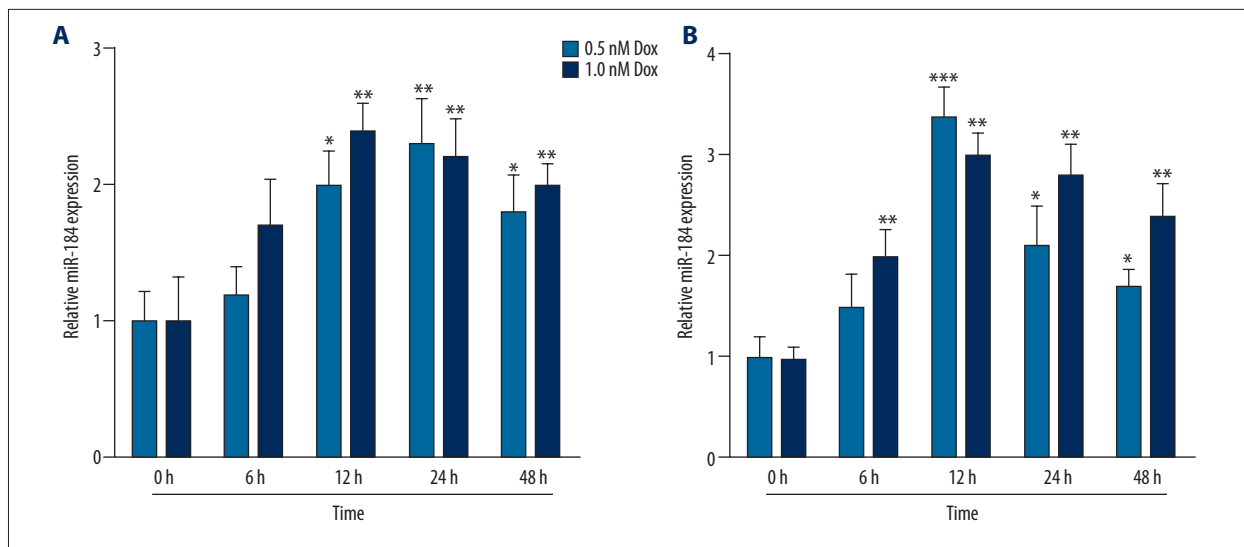 A
3
2
1
0
Relative miR-184 expression
* ** ** ** * **
0 h 6 h 12 h 24 h 48 h
Time
0.5 nM Dox
1.0 nM Dox
B
4
3
2
1
0
Relative miR-184 expression
** *** ** * ** * **
0 h 6 h 12 h 24 h 48 h
Time